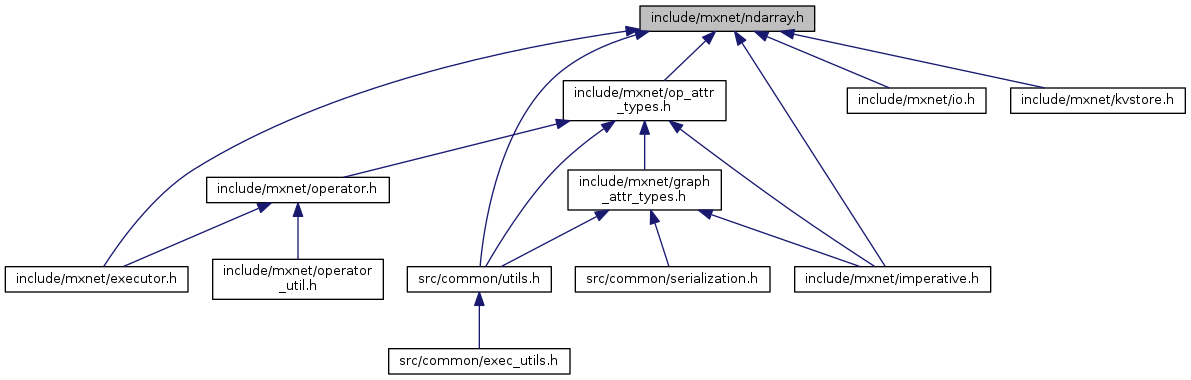 include/mxnet/ndarray.h
include/mxnet/op_attr
_types.h
include/mxnet/io.h
include/mxnet/kvstore.h
include/mxnet/operator.h
include/mxnet/graph
_attr_types.h
include/mxnet/executor.h
include/mxnet/operator
_util.h
src/common/utils.h
src/common/serialization.h
include/mxnet/imperative.h
src/common/exec_utils.h